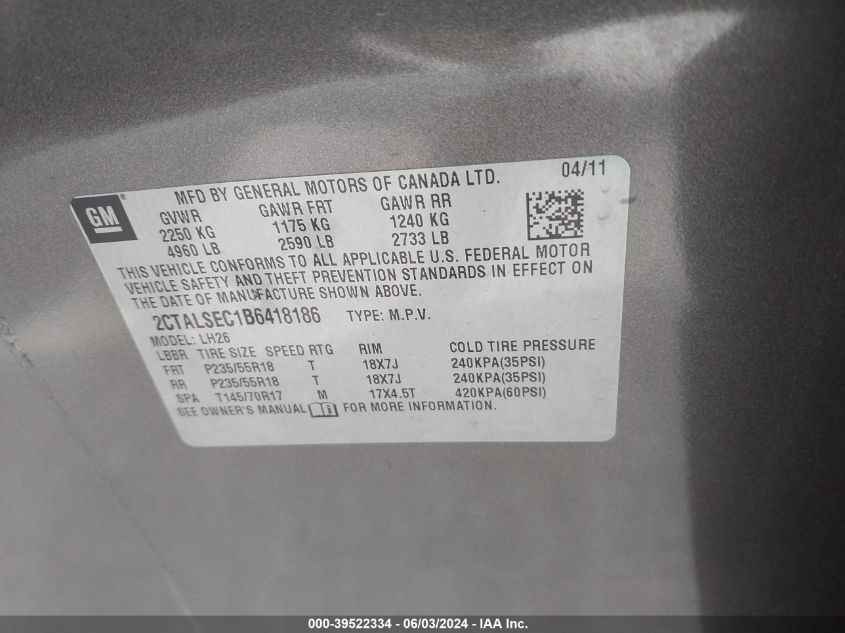 GM®
MFD BY GENERAL MOTORS OF CANADA LTD. 04/11
GVWR GAWR FRT GAWR RR
2250 KG 1175 KG 1240 KG
4960 LB 2590 LB 2733 LB
THIS VEHICLE CONFORMS TO ALL APPLICABLE U.S. FEDERAL MOTOR
VEHICLE SAFETY AND THEFT PREVENTION STANDARDS IN EFFECT ON
THE DATE OF MANUFACTURE SHOWN ABOVE.
2CTALSEC1B6418186 TYPE: M.P.V.
MODEL: LH26
LBBR TIRE SIZE SPEED RTG RIM COLD TIRE PRESSURE
FRT P235/55R18 T 18X7J 240KPA(35PSI)
RR P235/55R18 T 18X7J 240KPA(35PSI)
SPA T145/70R17 M 17X4.5T 420KPA(60PSI)
SEE OWNER'S MANUAL FOR MORE INFORMATION.
000-39522334 - 06/03/2024 - IAA Inc.